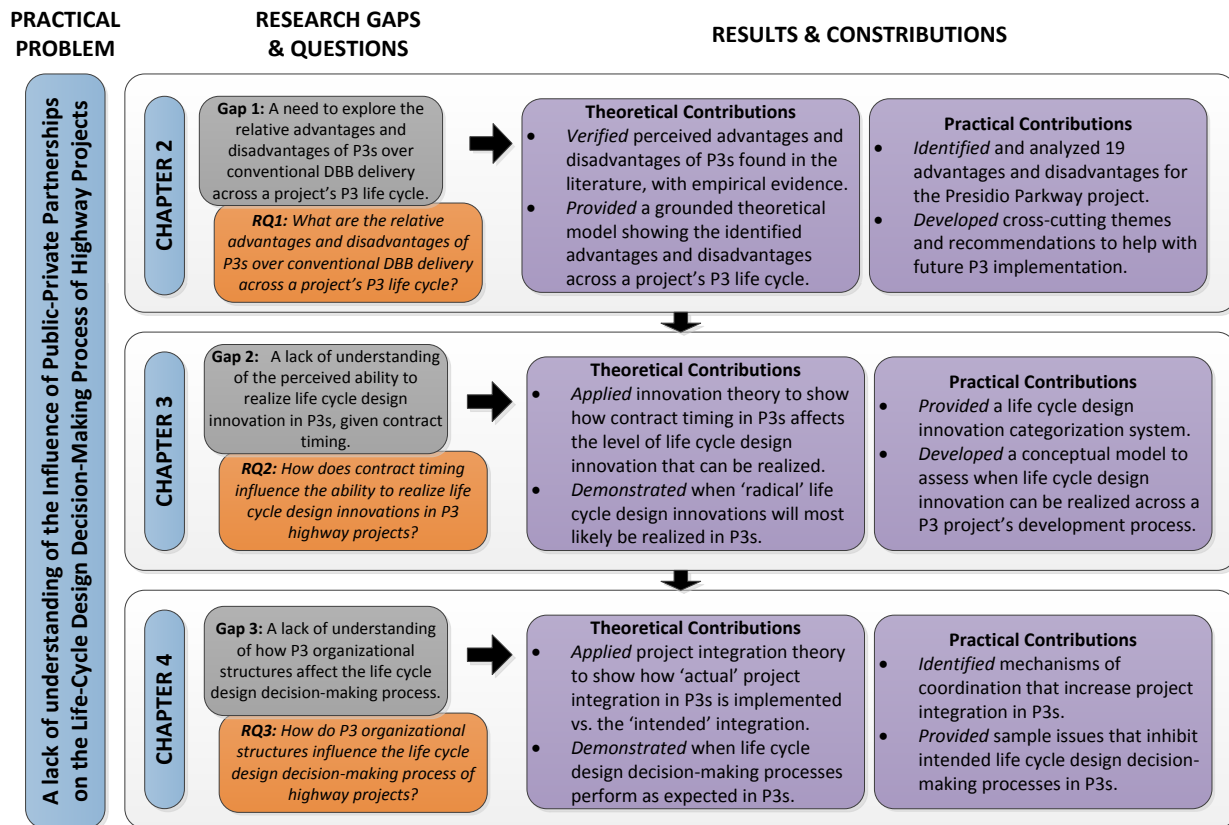 PRACTICAL
PROBLEM
RESEARCH GAPS
& QUESTIONS
RESULTS & CONSTRIBUTIONS
A lack of understanding of the Influence of Public-Private Partnerships
on the Life-Cycle Design Decision-Making Process of Highway Projects
CHAPTER 2
Gap 1: A need to explore the
relative advantages and
disadvantages of P3s over
conventional DBB delivery
across a project's P3 life cycle.
RQ1: What are the relative
advantages and disadvantages of
P3s over conventional DBB delivery
across a project's P3 life cycle?
Theoretical Contributions
• Verified perceived advantages and
disadvantages of P3s found in the
literature, with empirical evidence.
• Provided a grounded theoretical
model showing the identified
advantages and disadvantages
across a project's P3 life cycle.
Practical Contributions
• Identified and analyzed 19
advantages and disadvantages for
the Presidio Parkway project.
• Developed cross-cutting themes
and recommendations to help with
future P3 implementation.
CHAPTER 3
Gap 2: A lack of understanding
of the perceived ability to
realize life cycle design
innovation in P3s, given contract
timing.
RQ2: How does contract timing
influence the ability to realize life
cycle design innovations in P3
highway projects?
Theoretical Contributions
• Applied innovation theory to show
how contract timing in P3s affects
the level of life cycle design
innovation that can be realized.
• Demonstrated when 'radical' life
cycle design innovations will most
likely be realized in P3s.
Practical Contributions
• Provided a life cycle design
innovation categorization system.
• Developed a conceptual model to
assess when life cycle design
innovation can be realized across a
P3 project's development process.
CHAPTER 4
Gap 3: A lack of understanding
of how P3 organizational
structures affect the life cycle
design decision-making process.
RQ3: How do P3 organizational
structures influence the life cycle
design decision-making process of
highway projects?
Theoretical Contributions
• Applied project integration theory
to show how 'actual' project
integration in P3s is implemented
vs. the 'intended' integration.
• Demonstrated when life cycle
design decision-making processes
perform as expected in P3s.
Practical Contributions
• Identified mechanisms of
coordination that increase project
integration in P3s.
• Provided sample issues that inhibit
intended life cycle design decision-
making processes in P3s.